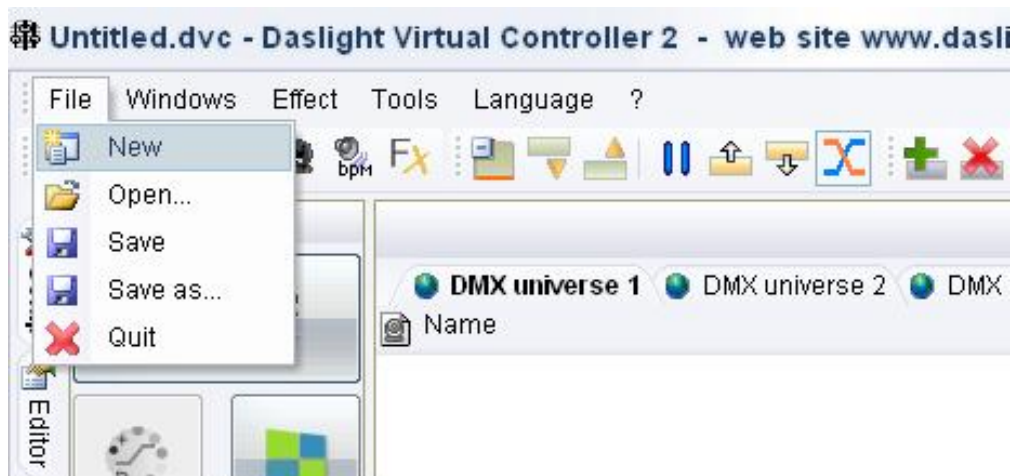 Untitled.dvc - Daslight Virtual Controller 2 - web site www.dasli
File Windows Effect Tools Language ?
New
bpm Fx
Open...
Save
Save as...
DMX universe 1 DMX universe 2 DMX
Name
Quit
Editor